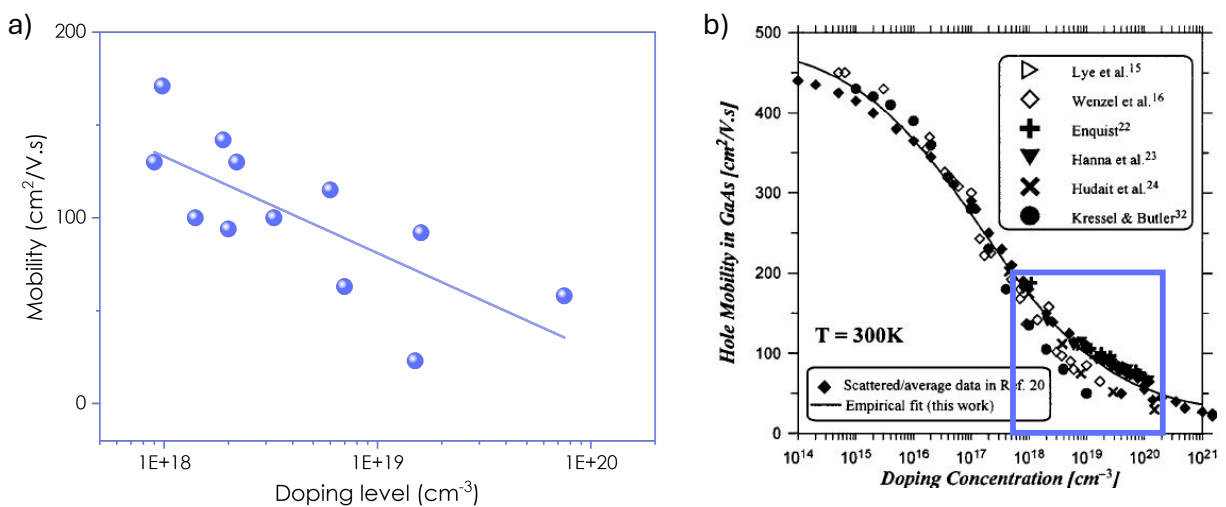 a)
200
100
0
Mobility (cm²/V.s)
1E+18
1E+19
1E+20
Doping level (cm⁻³)
b)
500
400
300
200
100
0
Hole Mobility in GaAs [cm²/V.s]
Lye et al.¹⁵
Wenzel et al.¹⁶
Enquist²²
Hanna et al.²³
Hudait et al.²⁴
Kressel & Butler³²
T = 300K
Scattered/average data in Ref. 20
Empirical fit (this work)
10¹⁴ 10¹⁵ 10¹⁶ 10¹⁷ 10¹⁸ 10¹⁹ 10²⁰ 10²¹
Doping Concentration [cm⁻³]